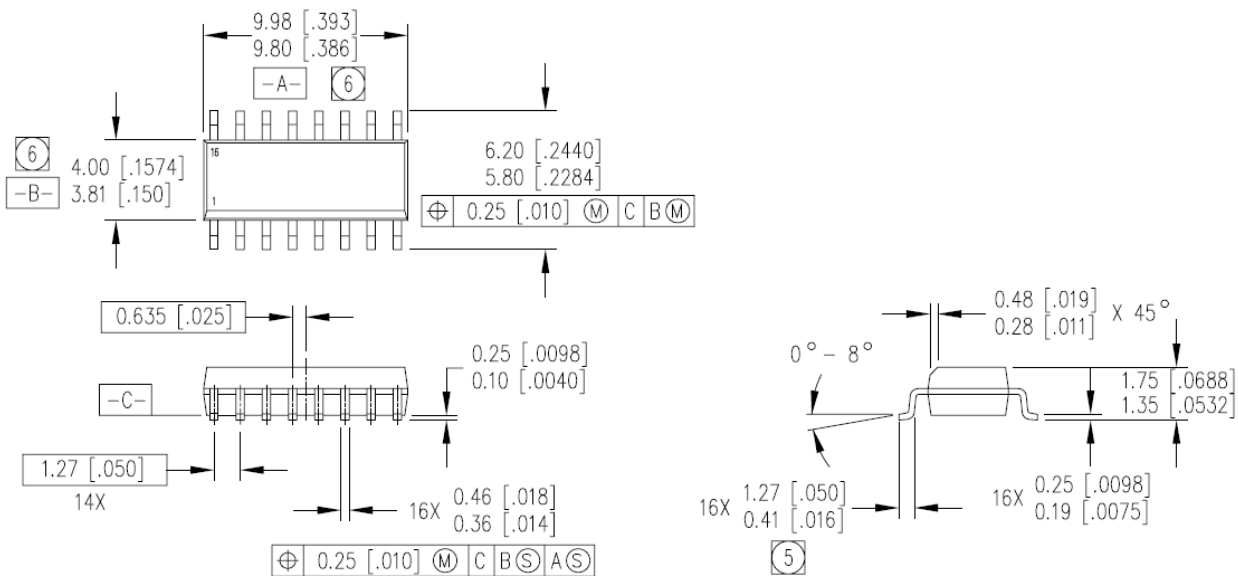 9.98 [.393]
9.80 [.386]
-A- 6
16
1
6
4.00 [.1574]
-B- 3.81 [.150]
6.20 [.2440]
5.80 [.2284]
⌖ 0.25 [.010] Ⓜ C B Ⓜ
0.635 [.025]
0.25 [.0098]
0.10 [.0040]
-C-
1.27 [.050]
14X
16X 0.46 [.018]
0.36 [.014]
⌖ 0.25 [.010] Ⓜ C B Ⓢ A Ⓢ
0.48 [.019]
0.28 [.011] X 45°
0° - 8°
1.75 [.0688]
1.35 [.0532]
16X 1.27 [.050]
0.41 [.016]
5
16X 0.25 [.0098]
0.19 [.0075]